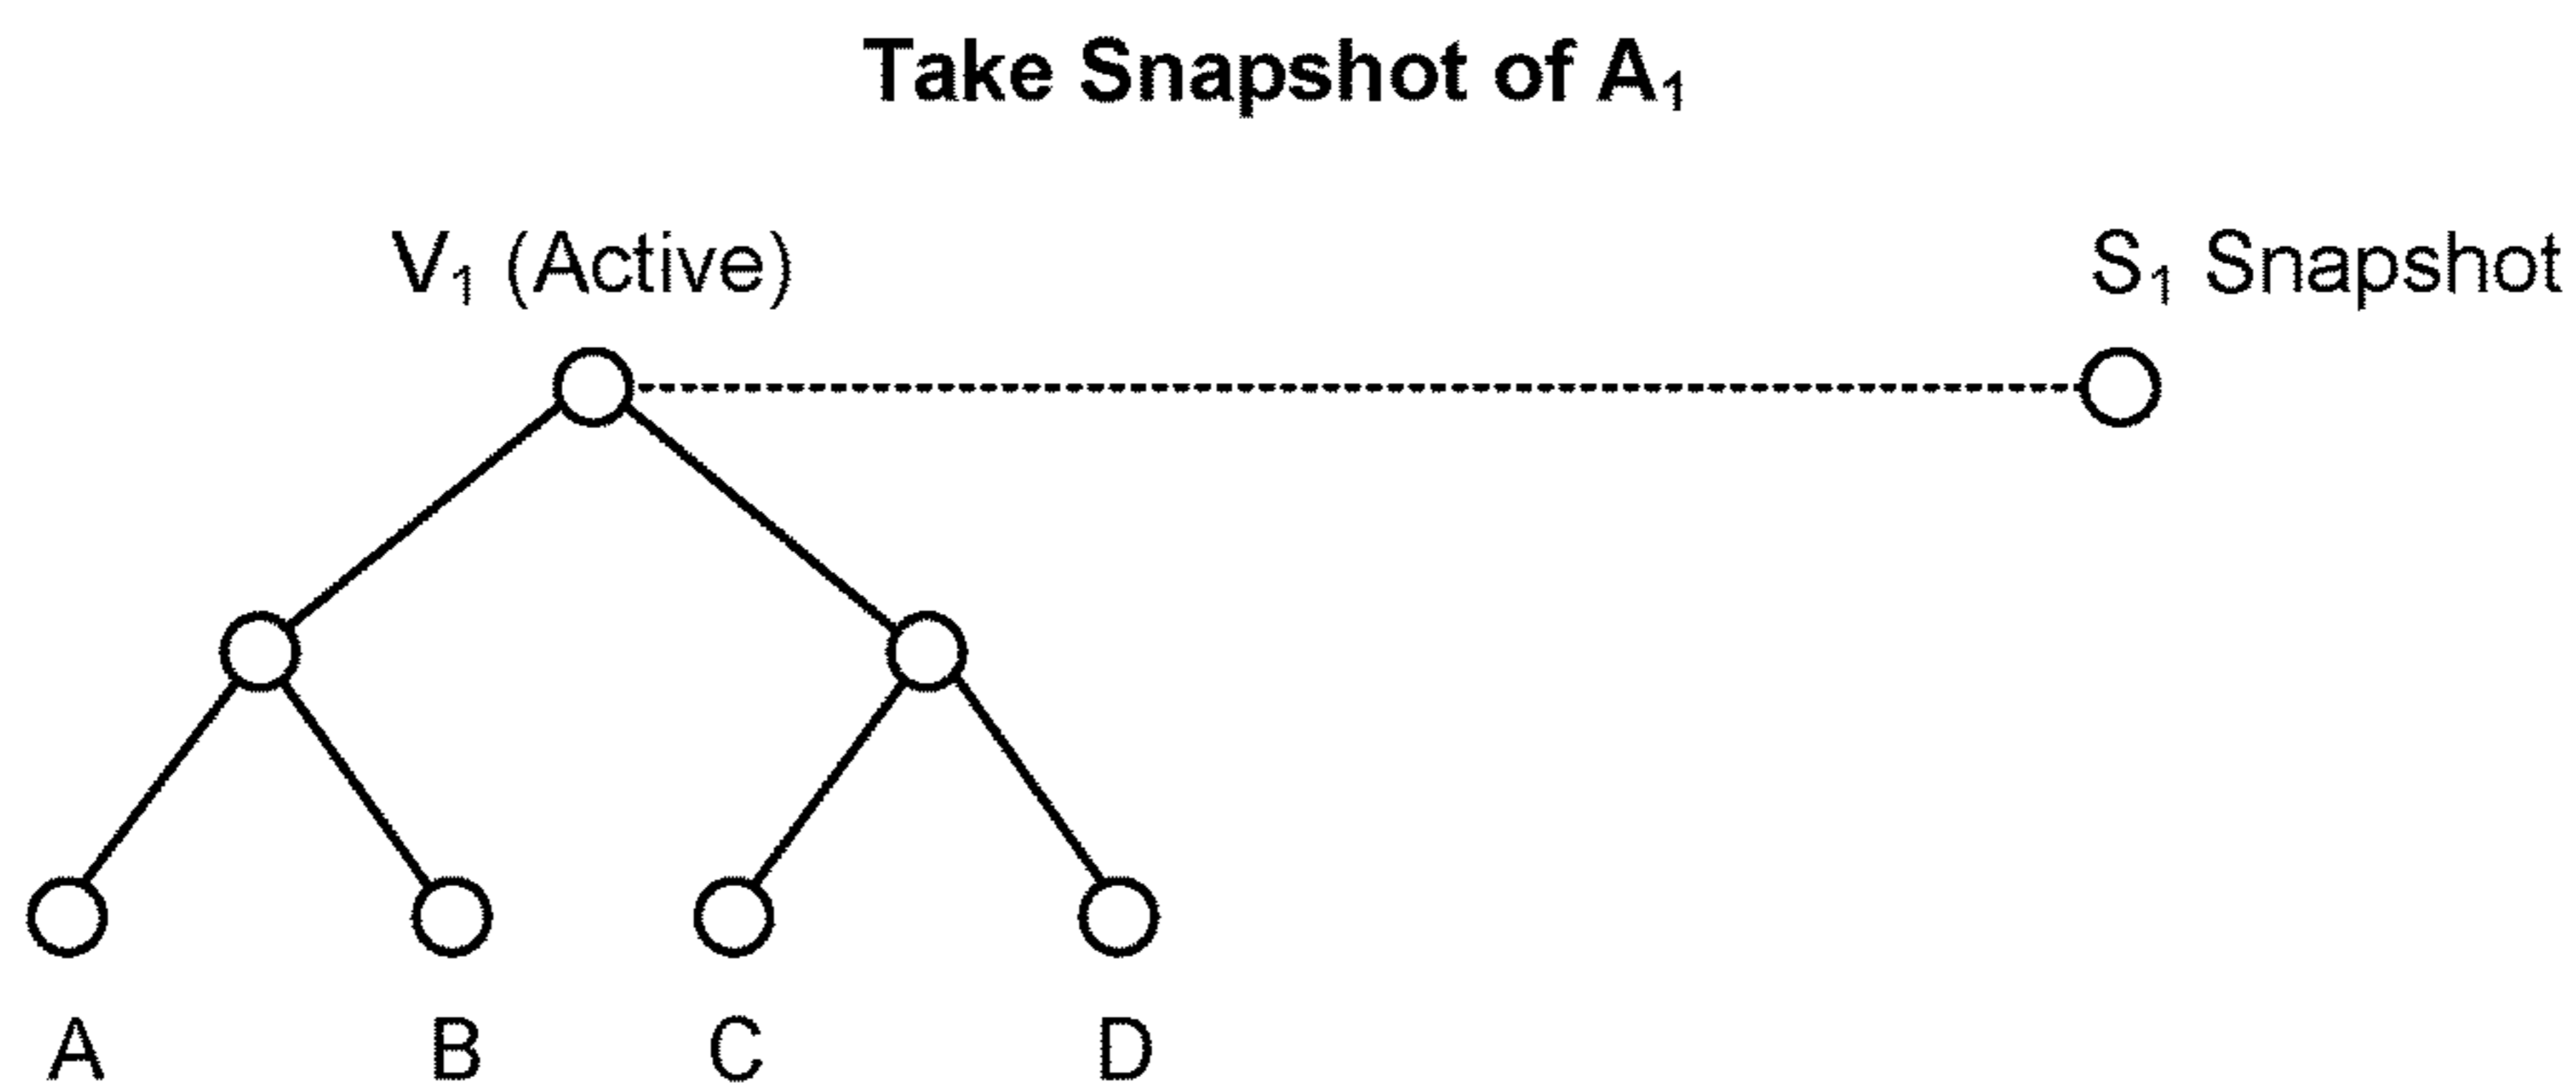 Take Snapshot of A₁
V₁ (Active)
S₁ Snapshot
A
B
C
D